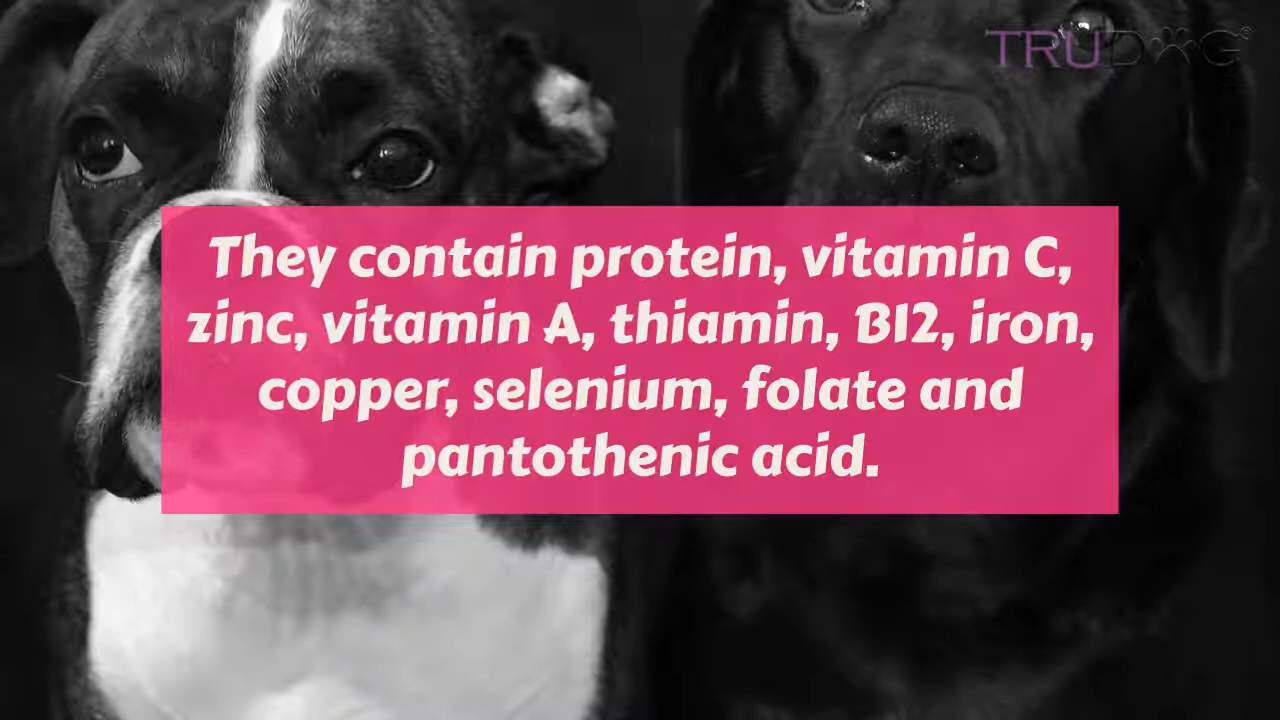 TRUDOG
They contain protein, vitamin C,
zinc, vitamin A, thiamin, B12, iron,
copper, selenium, folate and
pantothenic acid.